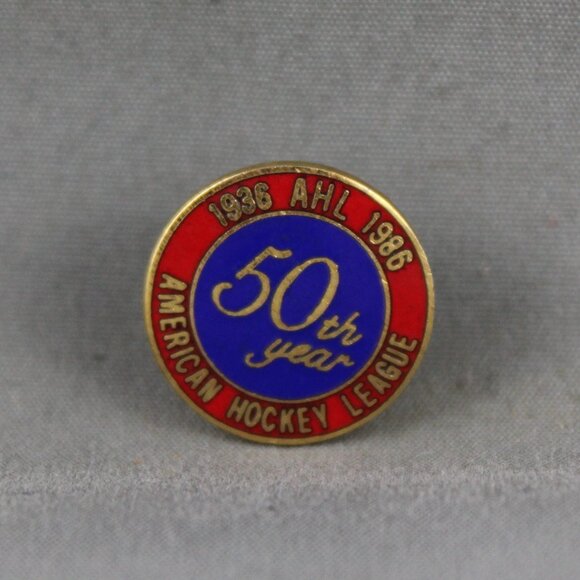 1936 AHL 1986
50th
year
AMERICAN HOCKEY LEAGUE